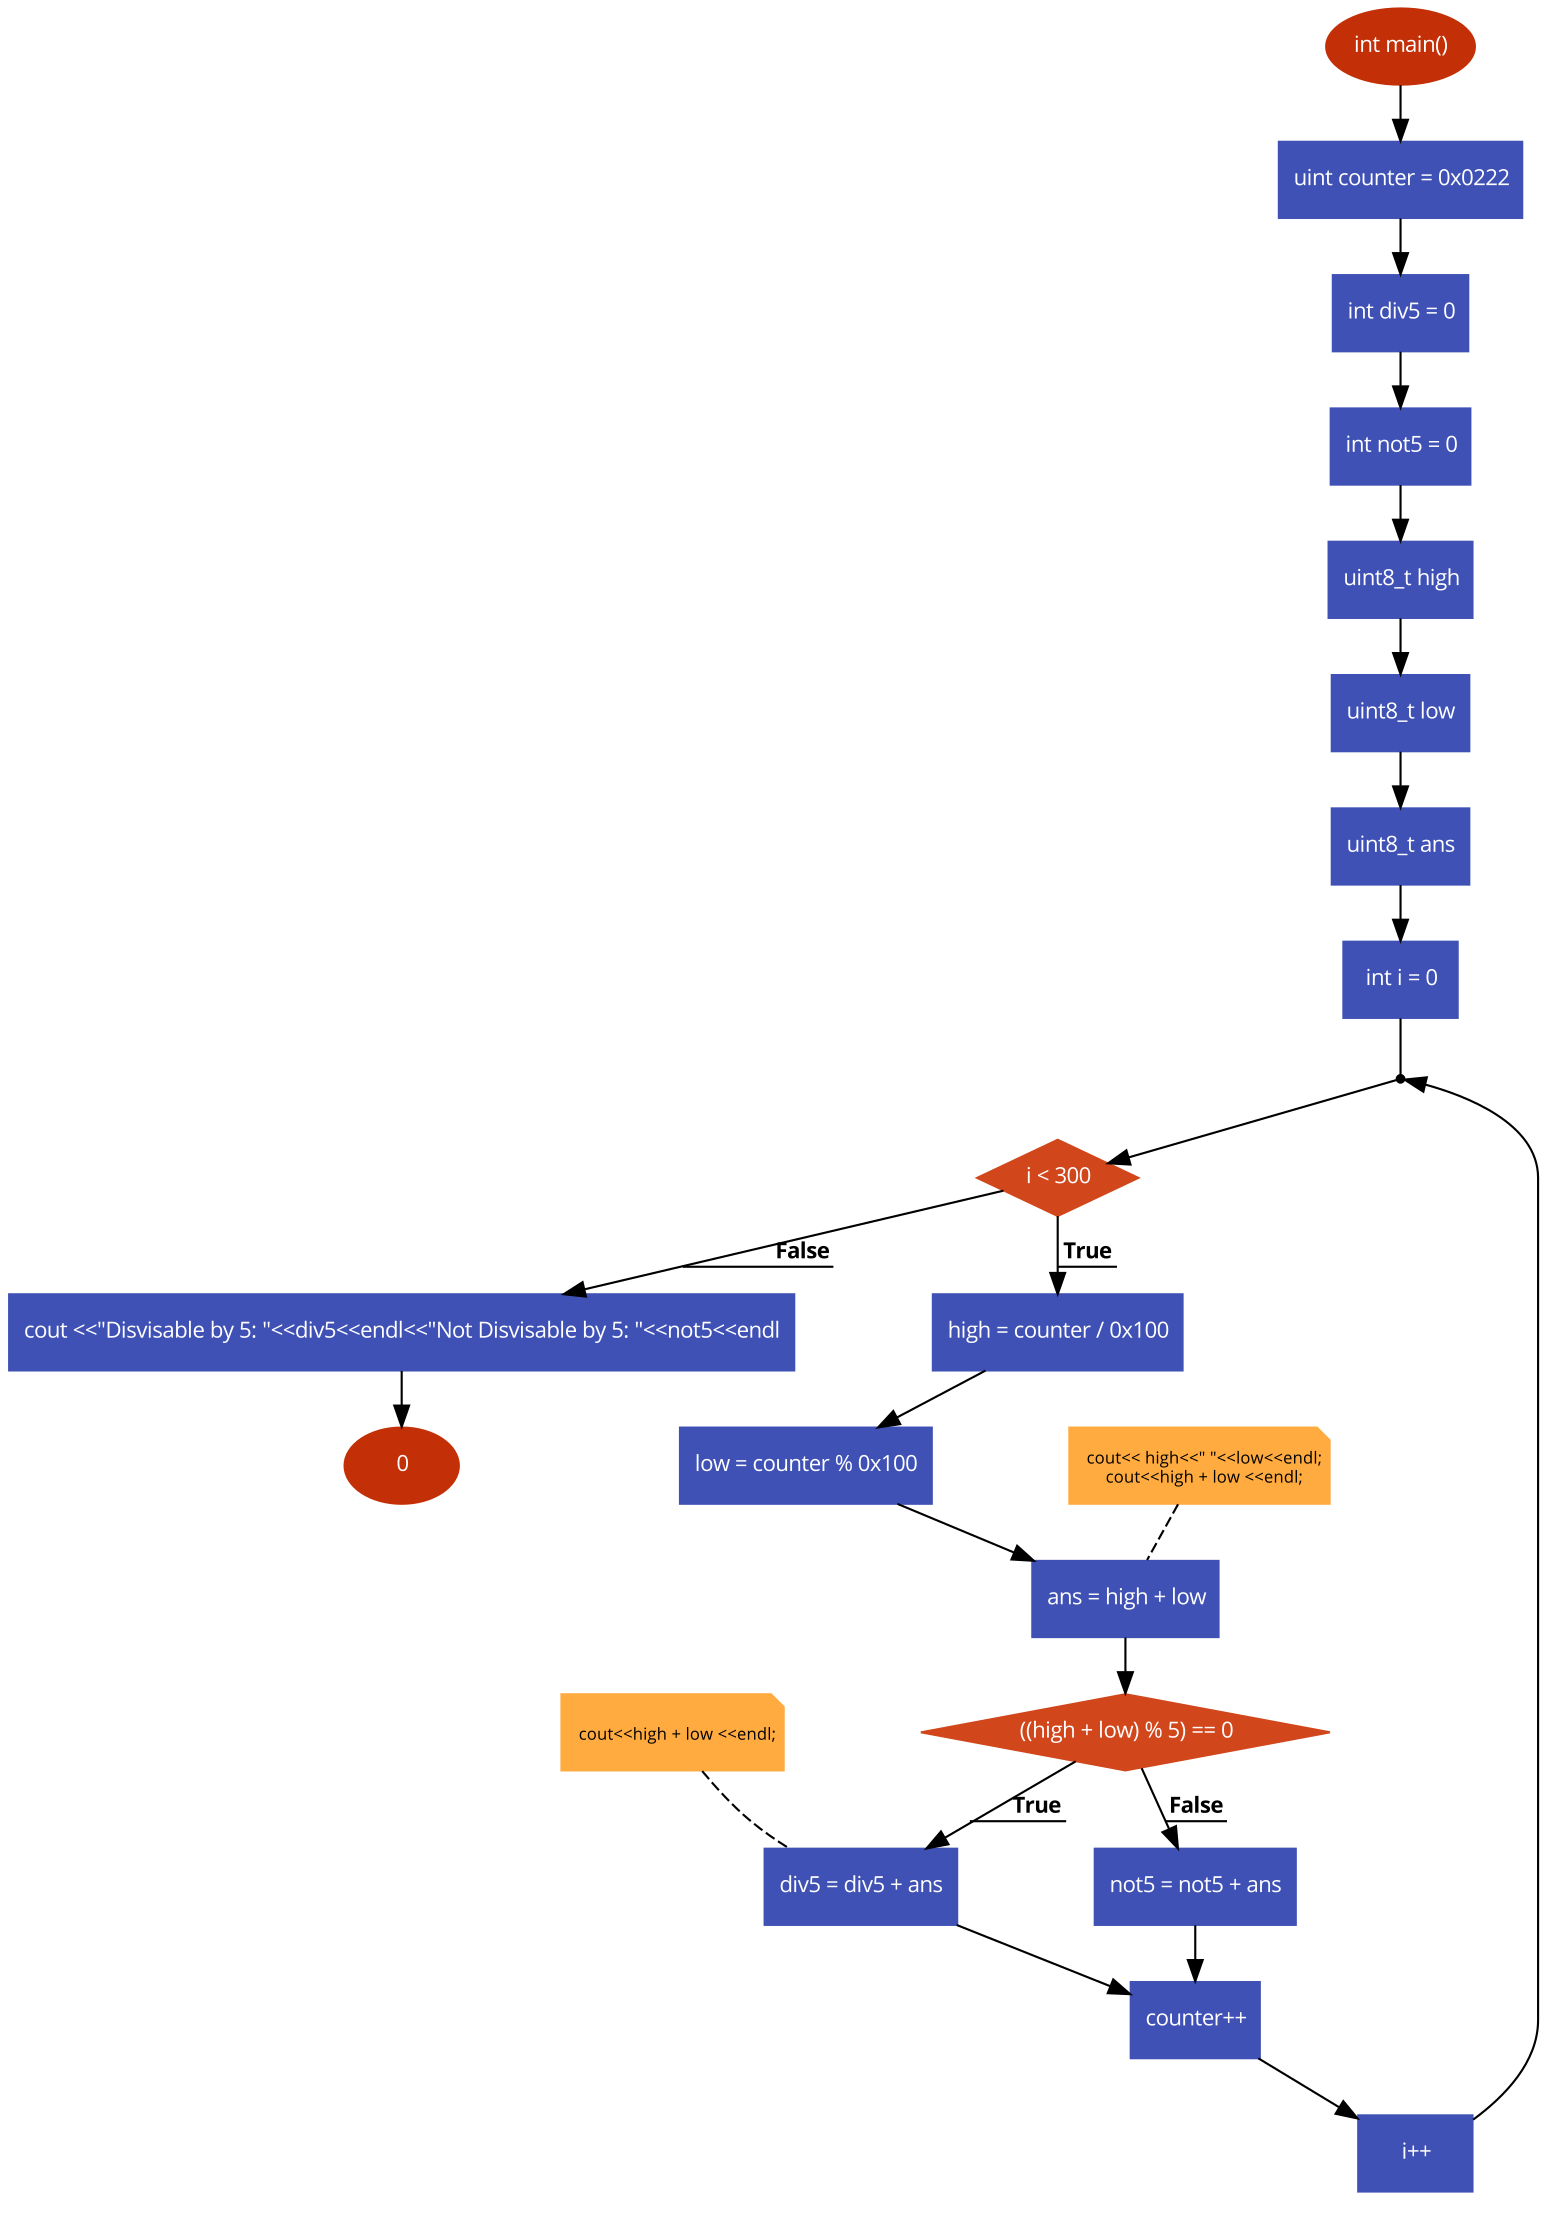 int main()
uint counter = 0x0222
int div5 = 0
int not5 = 0
uint8_t high
uint8_t low
uint8_t ans
int i = 0
i < 300
False
True
cout <<"Disvisable by 5: "<<div5<<endl<<"Not Disvisable by 5: "<<not5<<endl
high = counter / 0x100
0
low = counter % 0x100
cout<< high<<" "<<low<<endl;
cout<<high + low <<endl;
ans = high + low
cout<<high + low <<endl;
((high + low) % 5) == 0
True
False
div5 = div5 + ans
not5 = not5 + ans
counter++
i++